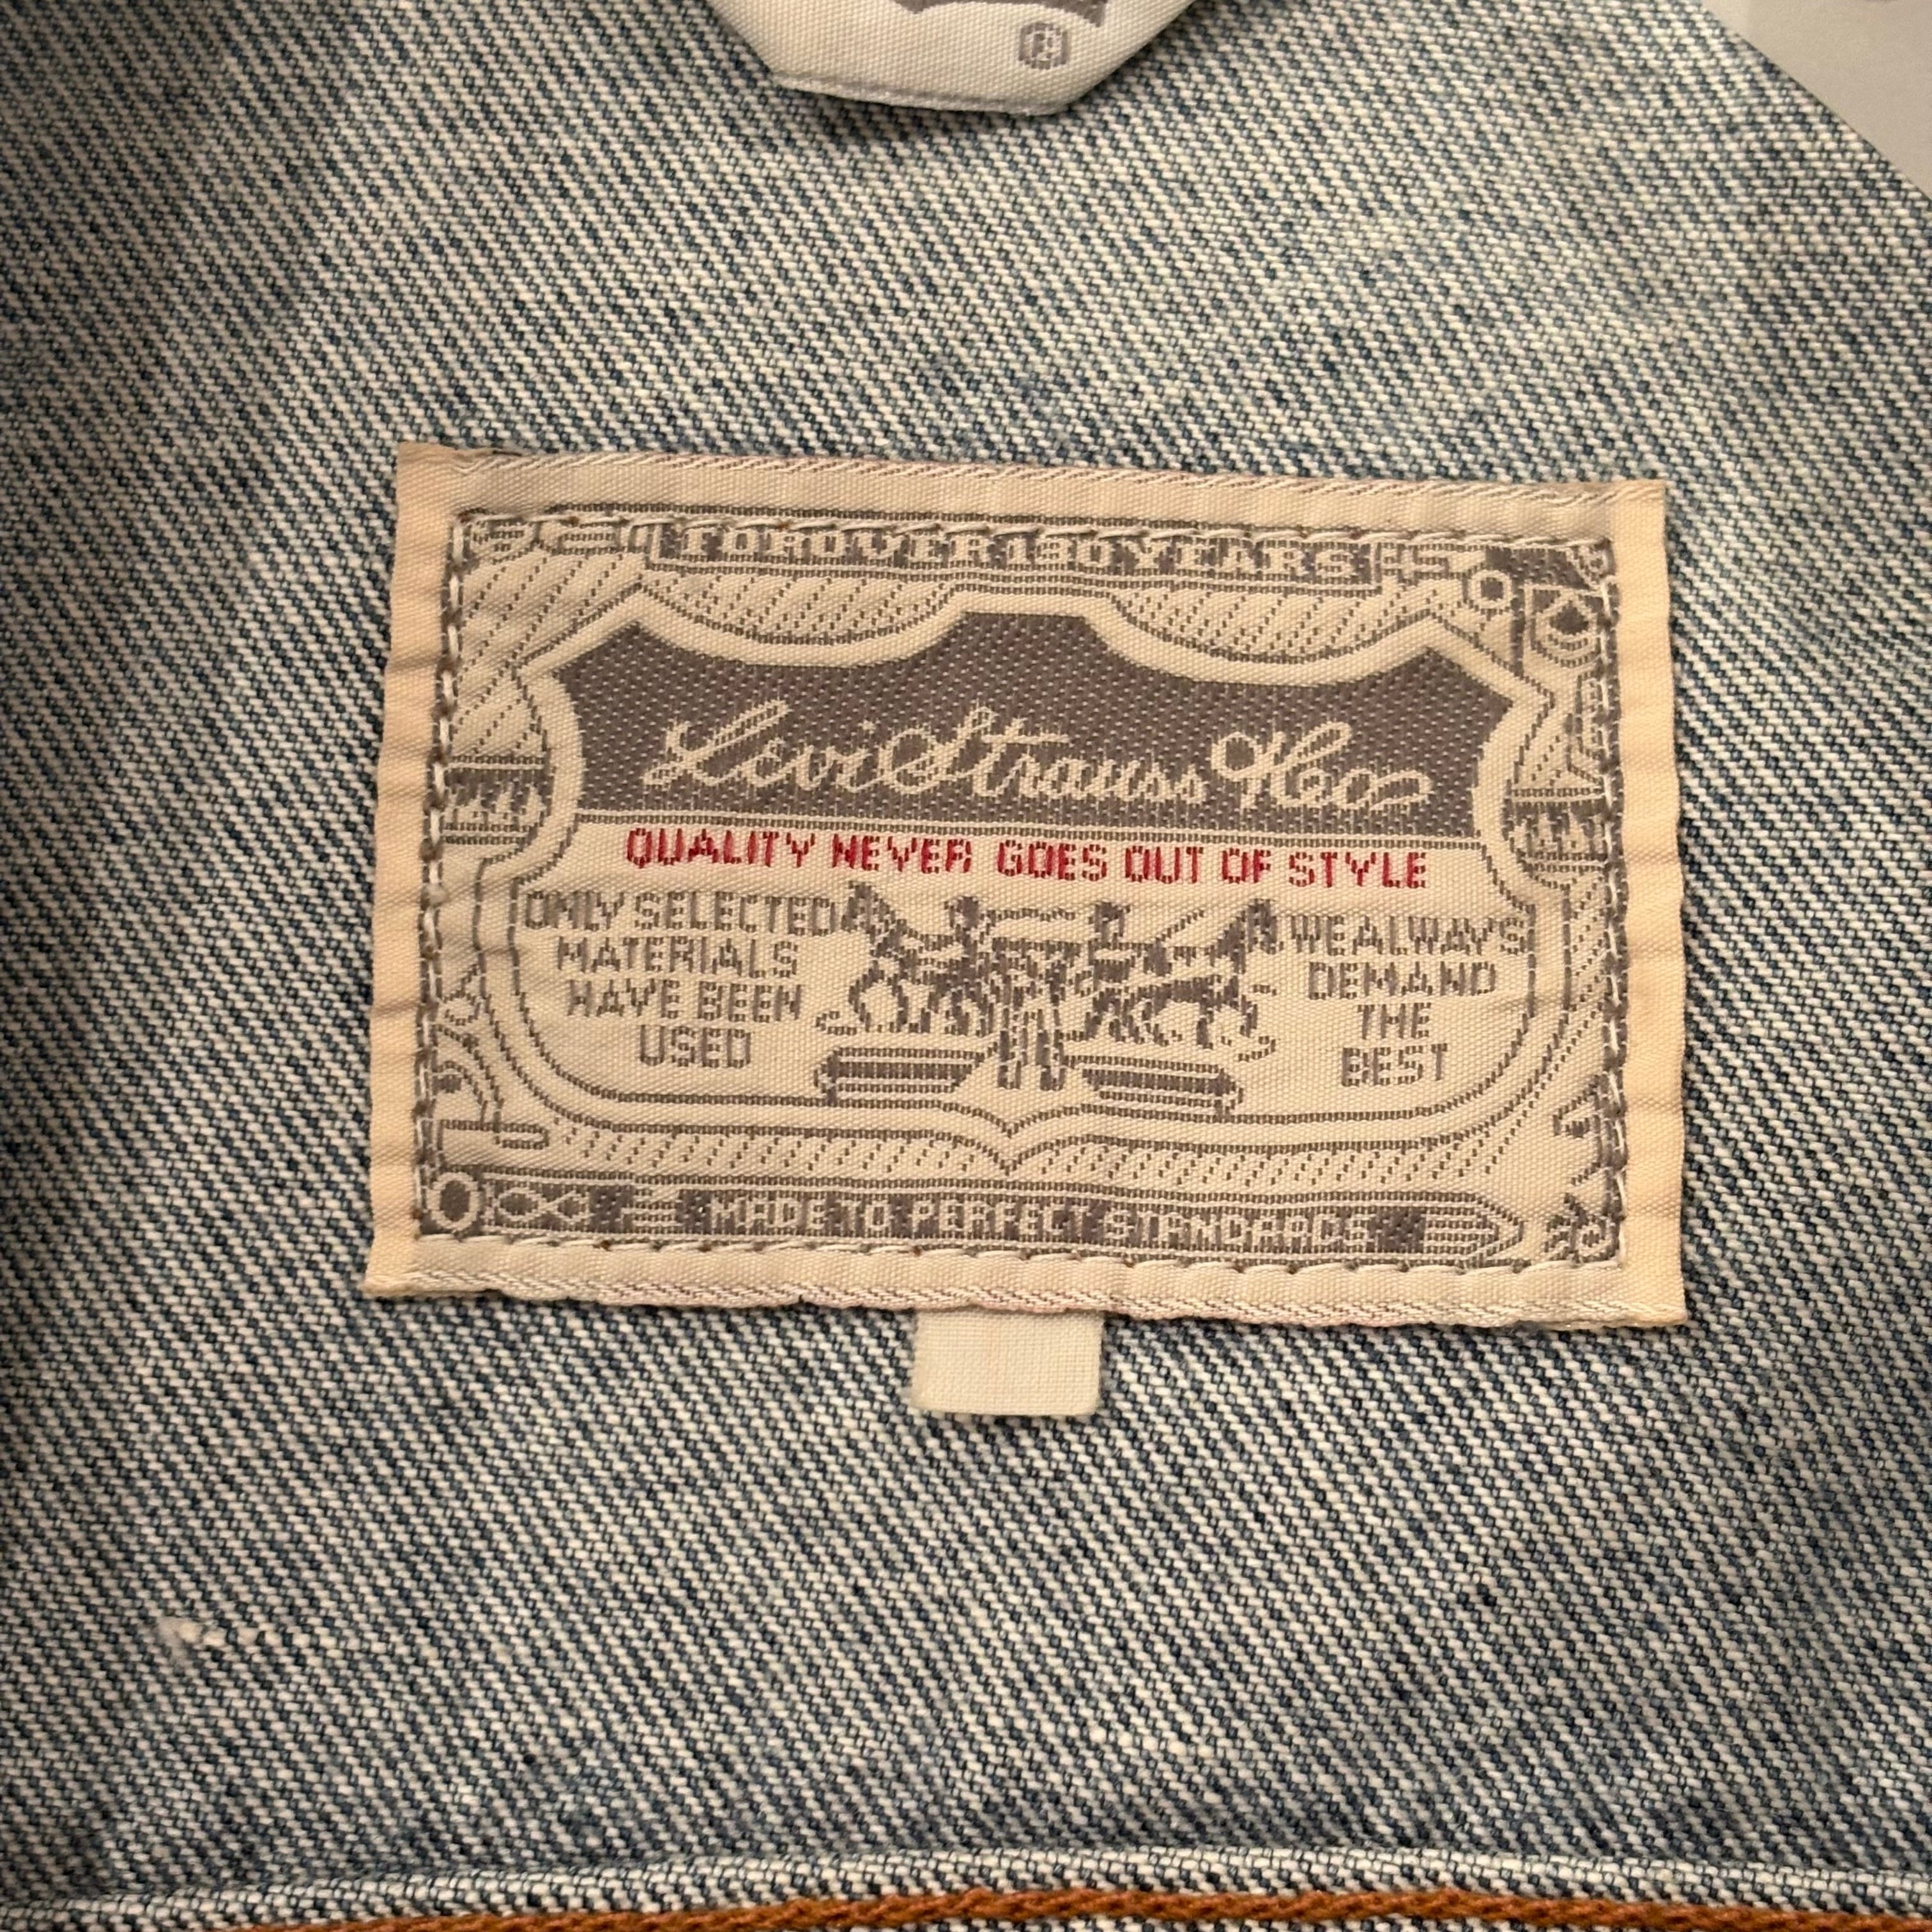 ®
FOR OVER 130 YEARS
Levi Strauss & Co
QUALITY NEVER GOES OUT OF STYLE
ONLY SELECTED
MATERIALS
HAVE BEEN
USED
WE ALWAYS
DEMAND
THE
BEST
MADE TO PERFECT STANDARDS